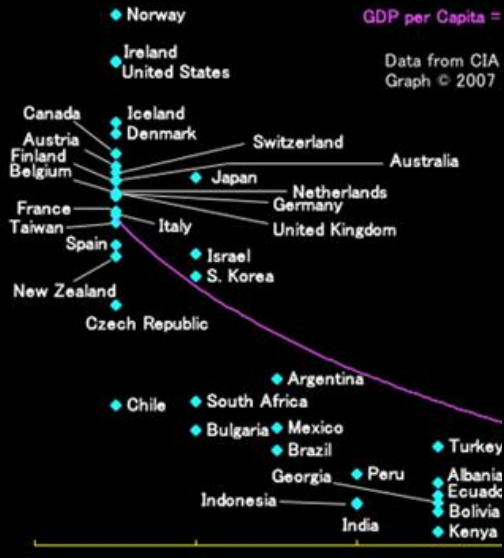 Norway
GDP per Capita =
Ireland
United States
Data from CIA
Graph © 2007
Canada
Iceland
Denmark
Austria
Switzerland
Finland
Australia
Belgium
Japan
Netherlands
Germany
France
Taiwan
Italy
United Kingdom
Spain
Israel
S. Korea
New Zealand
Czech Republic
Argentina
Chile
South Africa
Bulgaria
Mexico
Brazil
Turkey
Georgia
Peru
Albania
Ecuado
Indonesia
Bolivia
India
Kenya